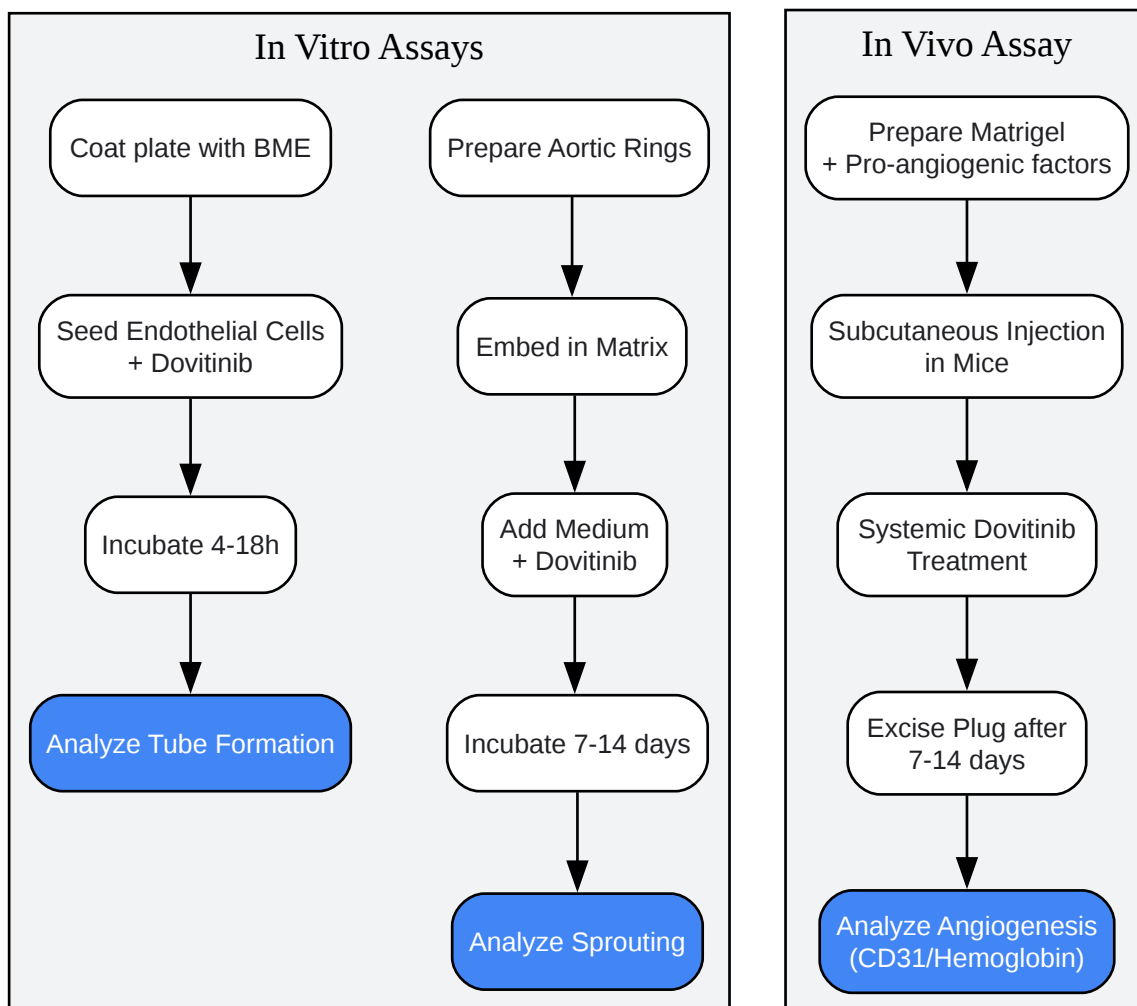 In Vitro Assays
Coat plate with BME
Seed Endothelial Cells
+ Dovitinib
Incubate 4-18h
Analyze Tube Formation
Prepare Aortic Rings
Embed in Matrix
Add Medium
+ Dovitinib
Incubate 7-14 days
Analyze Sprouting
In Vivo Assay
Prepare Matrigel
+ Pro-angiogenic factors
Subcutaneous Injection
in Mice
Systemic Dovitinib
Treatment
Excise Plug after
7-14 days
Analyze Angiogenesis
(CD31/Hemoglobin)